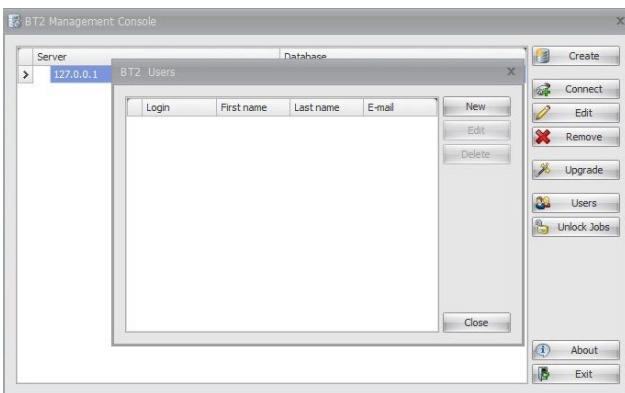 BT2 Management Console
x
Server Database
127.0.0.1
BT2 Users
x
Login First name Last name E-mail
New
Edit
Delete
Close
Create
Connect
Edit
Remove
Upgrade
Users
Unlock Jobs
About
Exit